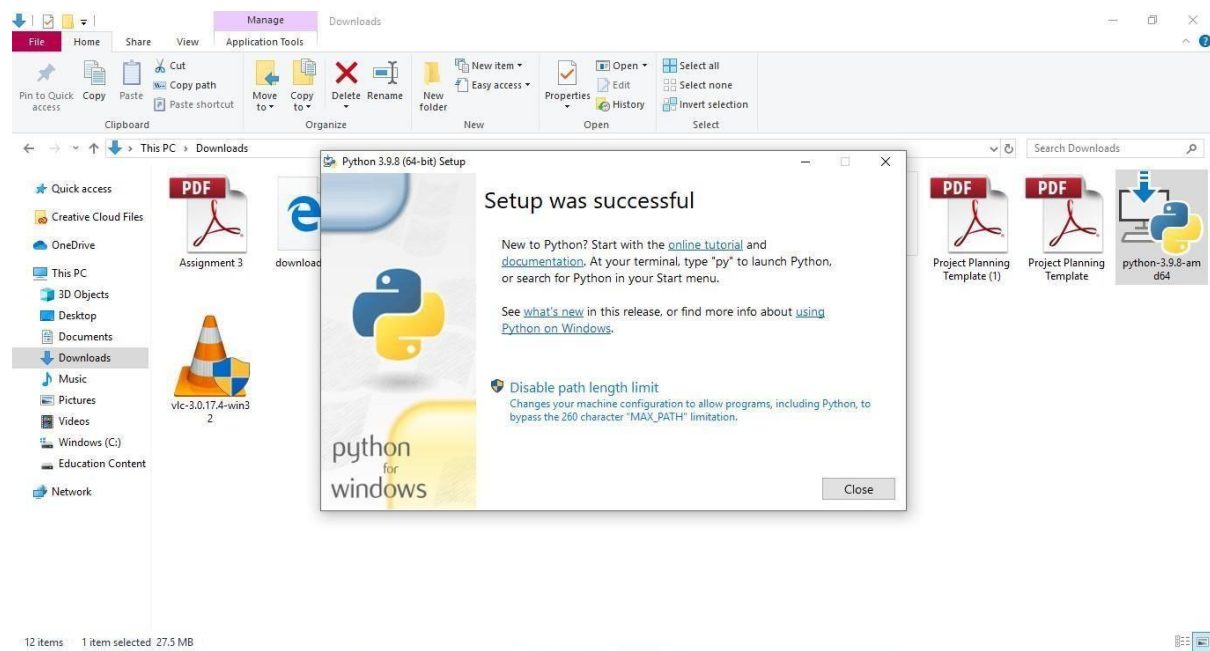 Manage
Downloads
File
Home
Share
View
Application Tools
Pin to Quick
access
Copy
Paste
Cut
Copy path
Paste shortcut
Clipboard
Move
to
Copy
to
Delete
Rename
Organize
New
folder
New item
Easy access
New
Properties
Open
Edit
History
Open
Select all
Select none
Invert selection
Select
This PC > Downloads
Search Downloads
Quick access
Creative Cloud Files
OneDrive
This PC
3D Objects
Desktop
Documents
Downloads
Music
Pictures
Videos
Windows (C:)
Education Content
Network
PDF
Assignment 3
download
vlc-3.0.17.4-win3
2
Python 3.9.8 (64-bit) Setup
Setup was successful
New to Python? Start with the online tutorial and
documentation. At your terminal, type "py" to launch Python,
or search for Python in your Start menu.
See what's new in this release, or find more info about using
Python on Windows.
Disable path length limit
Changes your machine configuration to allow programs, including Python, to
bypass the 260 character "MAX_PATH" limitation.
python
for
windows
Close
PDF
Project Planning
Template (1)
PDF
Project Planning
Template
python-3.9.8-am
d64
12 items
1 item selected 27.5 MB